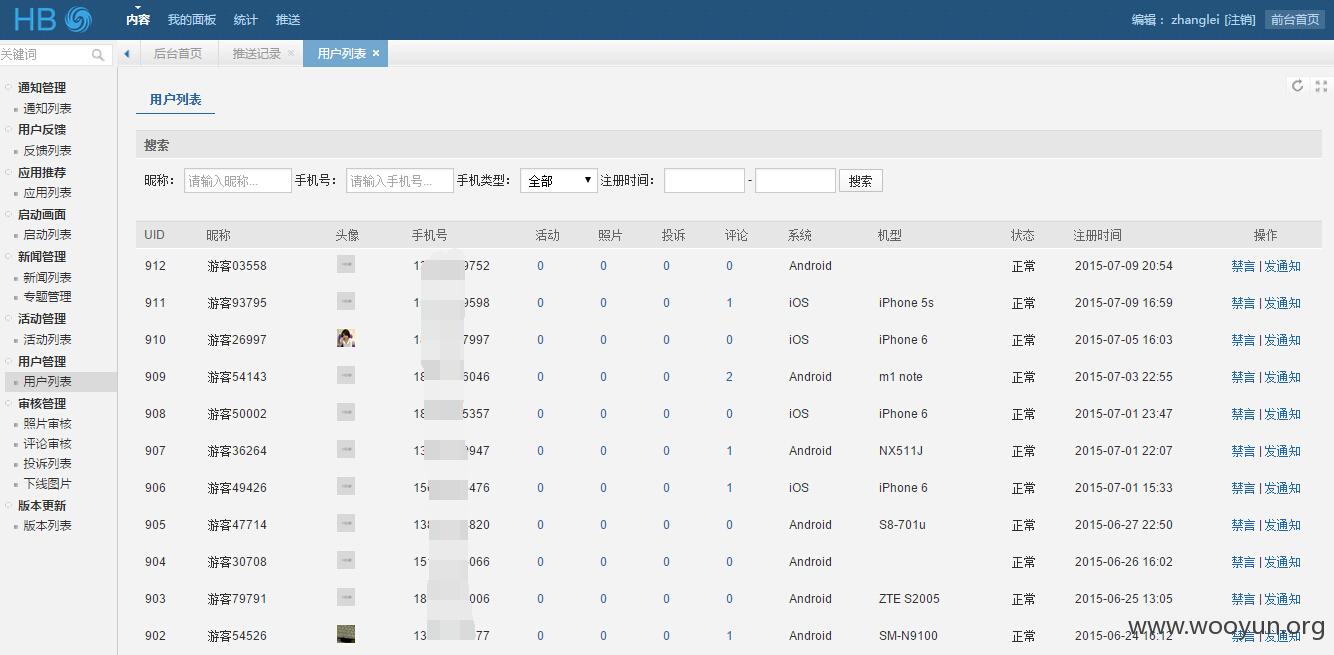 HB 内容 我的面板 统计 推送 编辑： zhanglei [注销] 前台首页
关键词 后台首页 推送记录 × 用户列表 ×
通知管理
通知列表
用户反馈
反馈列表
应用推荐
应用列表
启动画面
启动列表
新闻管理
新闻列表
专题管理
活动管理
活动列表
用户管理
用户列表
审核管理
照片审核
评论审核
投诉列表
下线图片
版本更新
版本列表
用户列表
搜索
昵称： 请输入昵称... 手机号： 请输入手机号... 手机类型： 全部 注册时间： - 搜索
UID 昵称 头像 手机号 活动 照片 投诉 评论 系统 机型 状态 注册时间 操作
912 游客03558 9752 0 0 0 0 Android 正常 2015-07-09 20:54 禁言 | 发通知
911 游客93795 9598 0 0 0 1 iOS iPhone 5s 正常 2015-07-09 16:59 禁言 | 发通知
910 游客26997 7997 0 0 0 0 iOS iPhone 6 正常 2015-07-05 16:03 禁言 | 发通知
909 游客54143 18 6046 0 0 0 2 Android m1 note 正常 2015-07-03 22:55 禁言 | 发通知
908 游客50002 18 5357 0 0 0 0 iOS iPhone 6 正常 2015-07-01 23:47 禁言 | 发通知
907 游客36264 13 947 0 0 0 1 Android NX511J 正常 2015-07-01 22:07 禁言 | 发通知
906 游客49426 15 476 0 0 0 1 iOS iPhone 6 正常 2015-07-01 15:33 禁言 | 发通知
905 游客47714 13 820 0 0 0 0 Android S8-701u 正常 2015-06-27 22:50 禁言 | 发通知
904 游客30708 15 066 0 0 0 0 Android 正常 2015-06-26 16:02 禁言 | 发通知
903 游客79791 18 006 0 0 0 0 Android ZTE S2005 正常 2015-06-25 13:05 禁言 | 发通知
902 游客54526 13 77 0 0 0 1 Android SM-N9100 正常 2015-06-24 16:12 禁言 | 发通知
www.wooyun.org